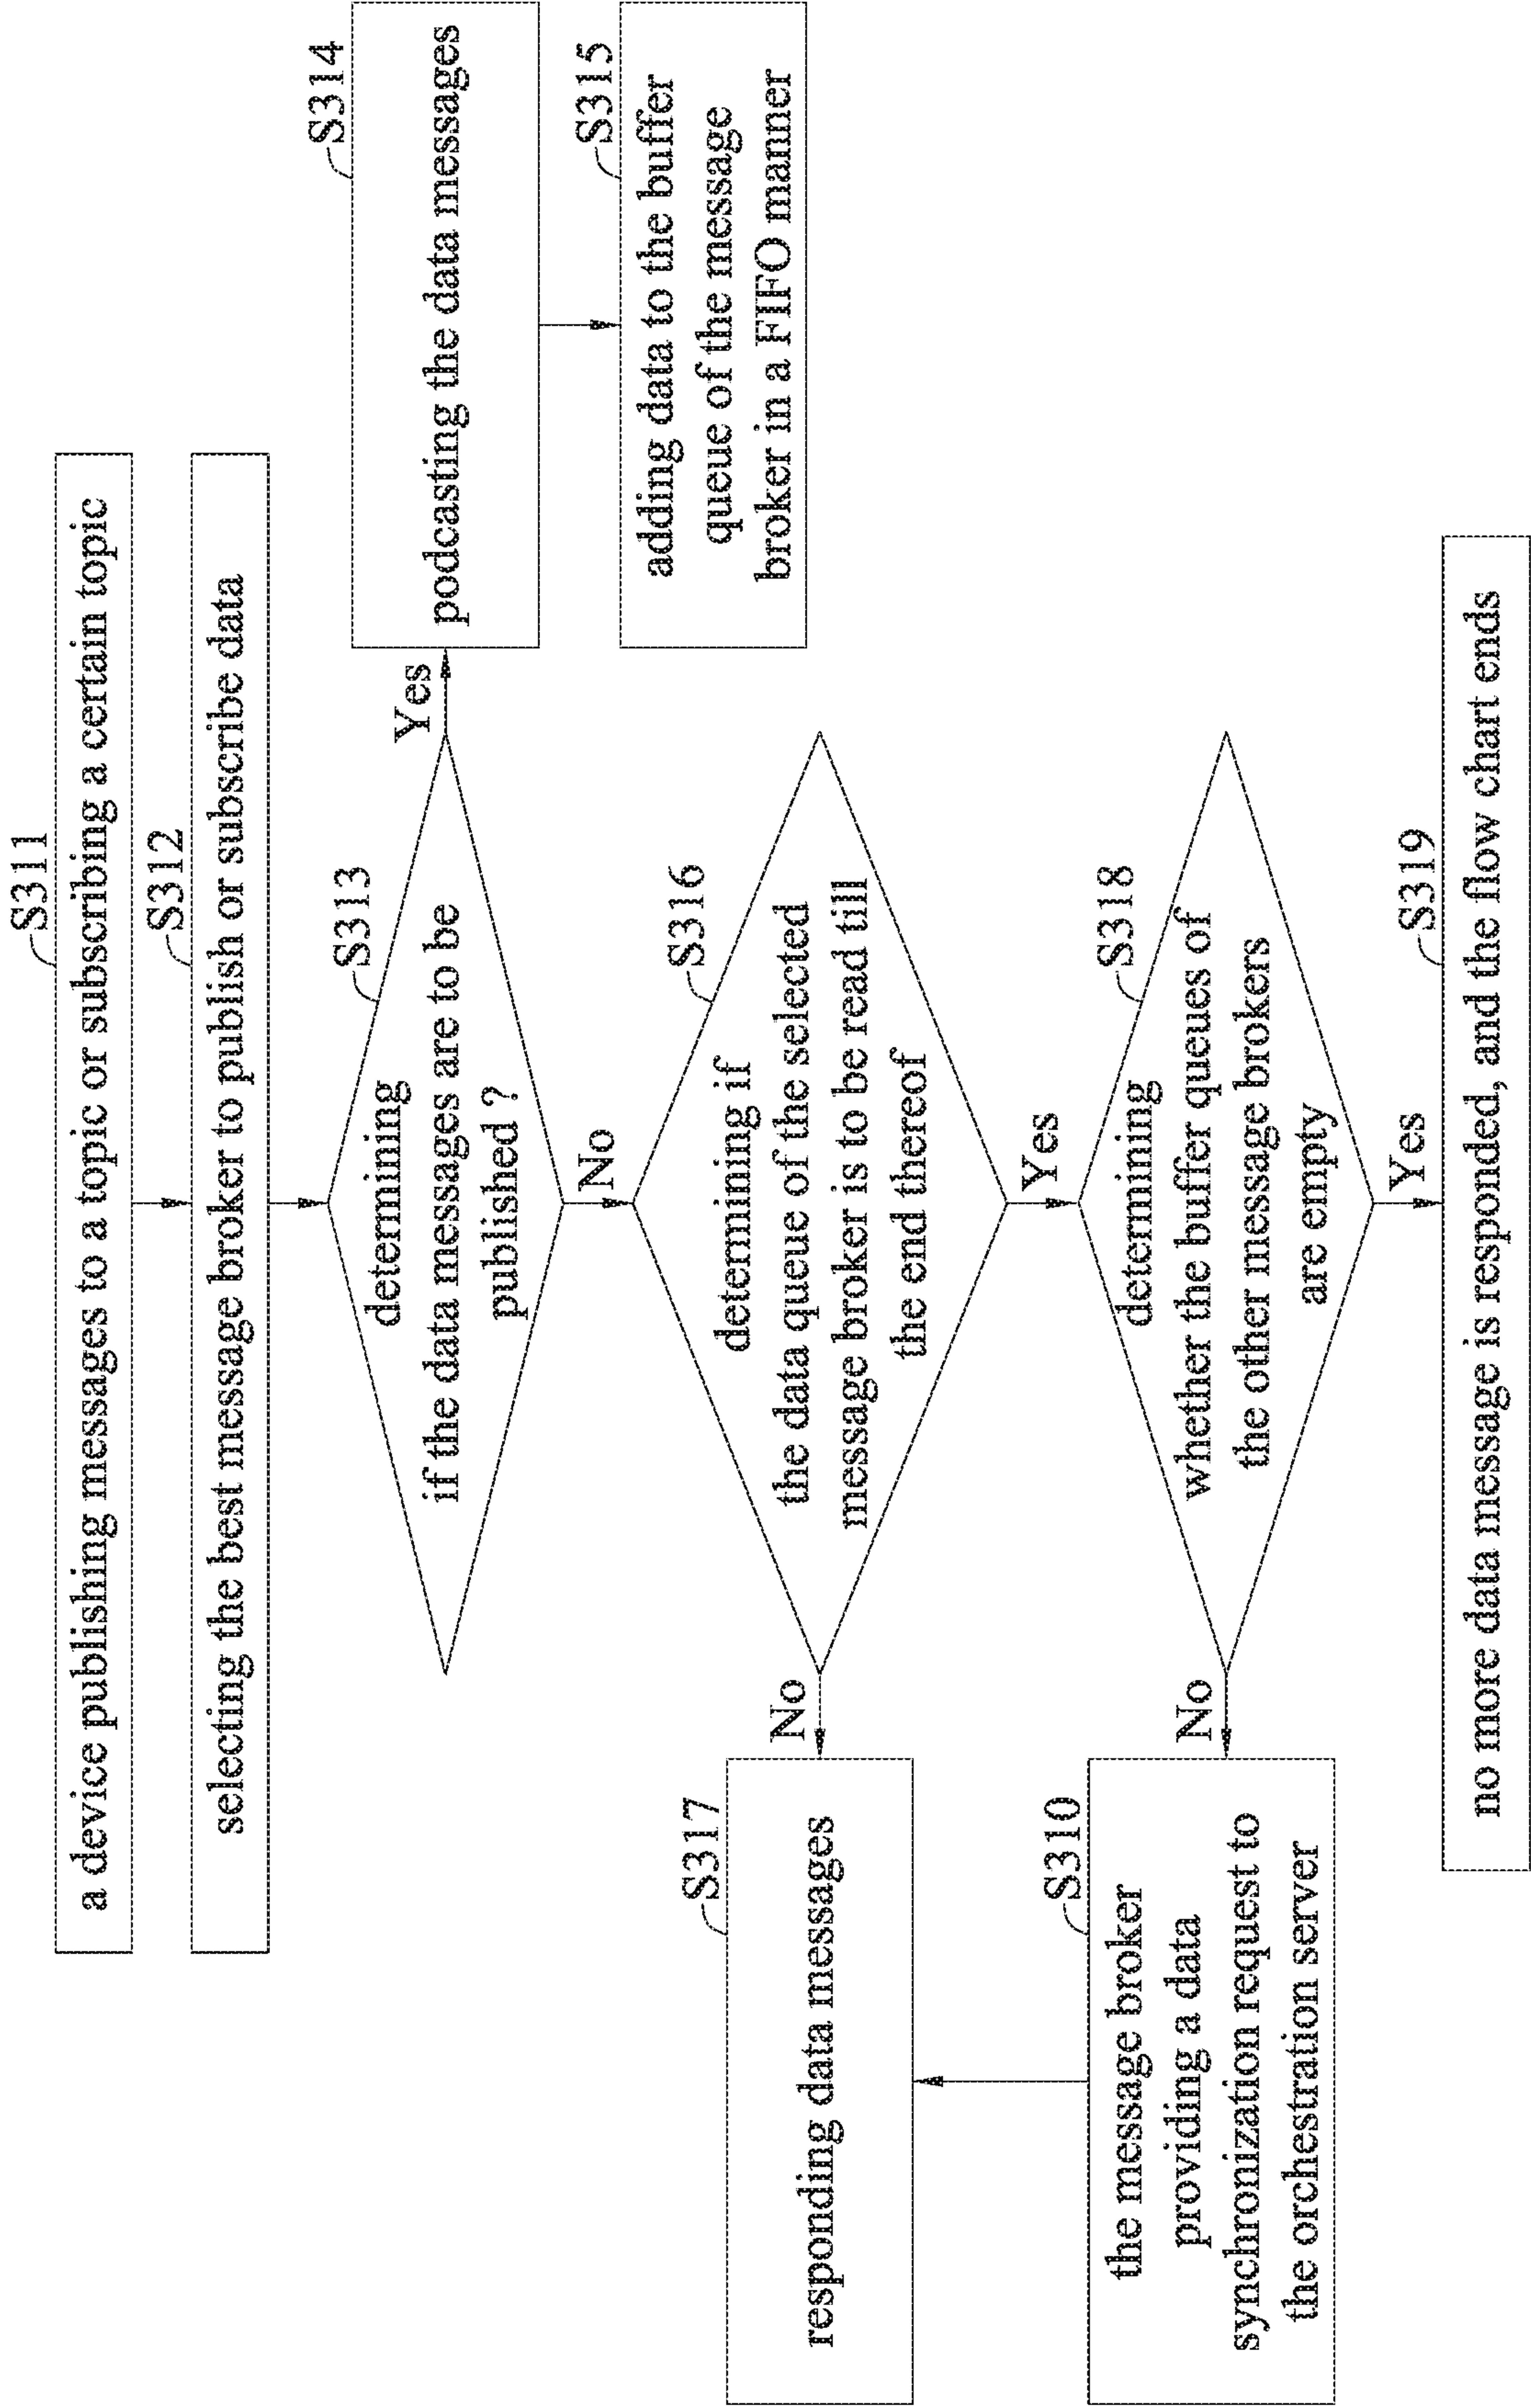 S311
a device publishing messages to a topic or subscribing a certain topic
S312
selecting the best message broker to publish or subscribe data
S313
determining
if the data messages are to be
published ?
Yes
S314
podcasting the data messages
S315
adding data to the buffer
queue of the message
broker in a FIFO manner
No
S316
determining if
the data queue of the selected
message broker is to be read till
the end thereof
No
S317
responding data messages
Yes
S318
determining
whether the buffer queues of
the other message brokers
are empty
No
S310
the message broker
providing a data
synchronization request to
the orchestration server
Yes
S319
no more data message is responded, and the flow chart ends